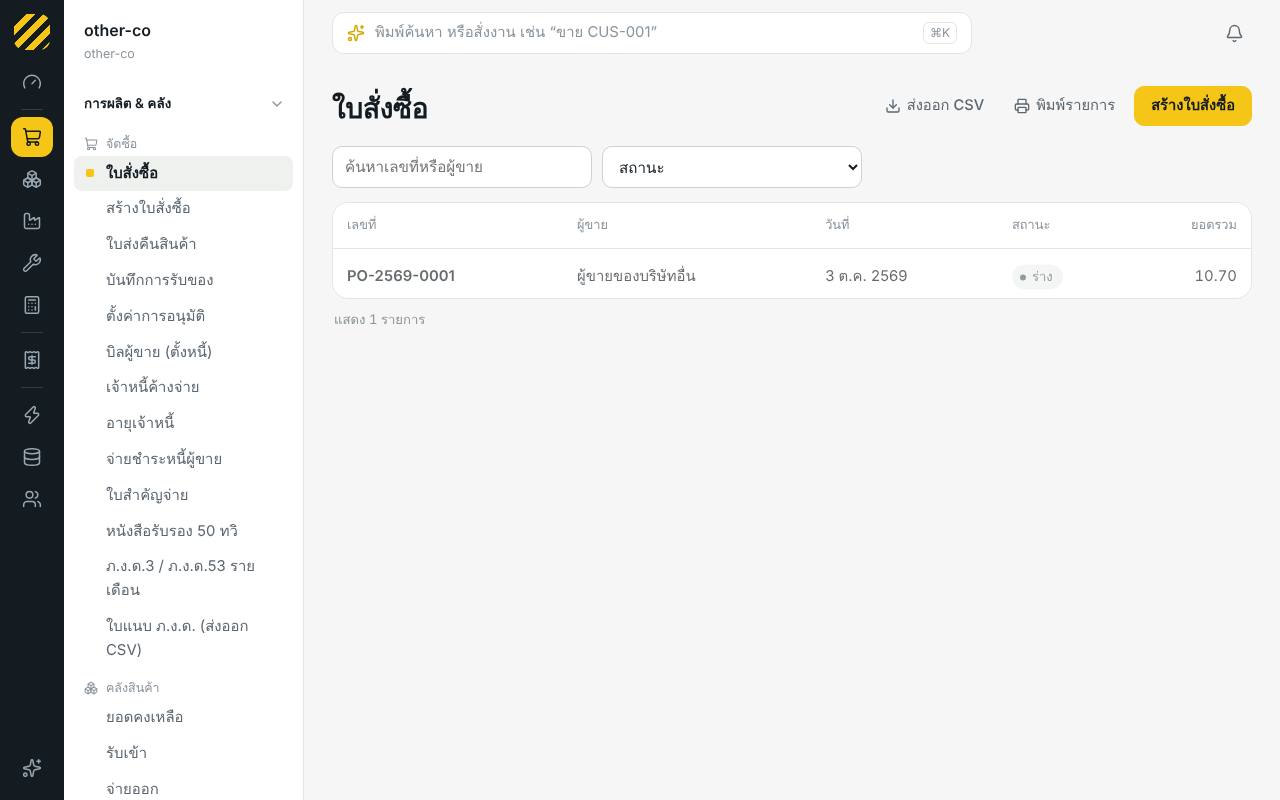 other-co
other-co
การผลิต & คลัง
จัดซื้อ
ใบสั่งซื้อ
สร้างใบสั่งซื้อ
ใบส่งคืนสินค้า
บันทึกการรับของ
ตั้งค่าการอนุมัติ
บิลผู้ขาย (ตั้งหนี้)
เจ้าหนี้ค้างจ่าย
อายุเจ้าหนี้
จ่ายชำระหนี้ผู้ขาย
ใบสำคัญจ่าย
หนังสือรับรอง 50 ทวิ
ภ.ง.ด.3 / ภ.ง.ด.53 ราย
เดือน
ใบแนบ ภ.ง.ด. (ส่งออก
CSV)
คลังสินค้า
ยอดคงเหลือ
รับเข้า
จ่ายออก
พิมพ์ค้นหา หรือสั่งงาน เช่น “ขาย CUS-001”
⌘K
ใบสั่งซื้อ
ส่งออก CSV
พิมพ์รายการ
สร้างใบสั่งซื้อ
ค้นหาเลขที่หรือผู้ขาย
สถานะ
เลขที่ ผู้ขาย วันที่ สถานะ ยอดรวม
PO-2569-0001 ผู้ขายของบริษัทอื่น 3 ต.ค. 2569 ร่าง 10.70
แสดง 1 รายการ